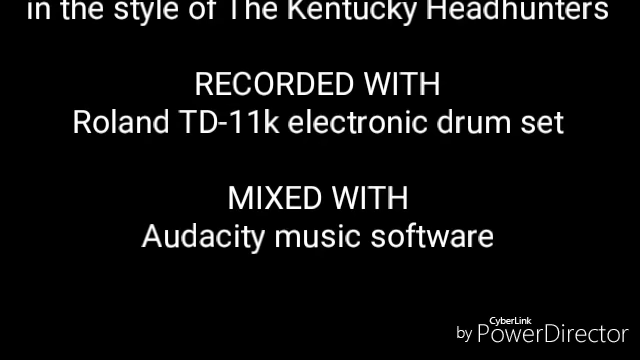 in the style of The Kentucky Headhunters
RECORDED WITH
Roland TD-11k electronic drum set
MIXED WITH
Audacity music software
CyberLink
by PowerDirector